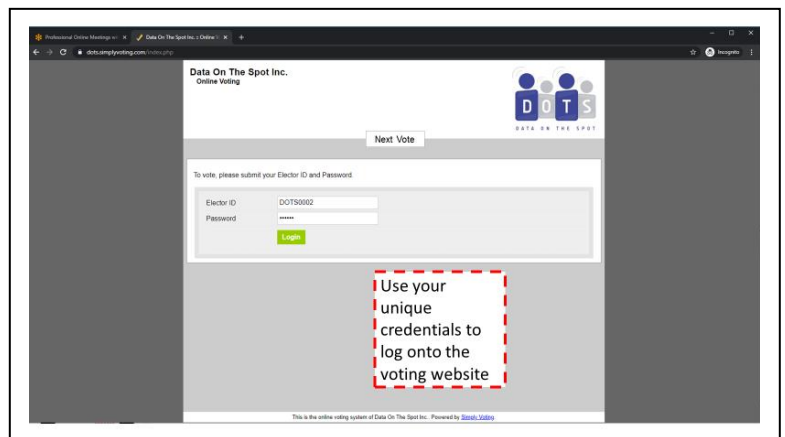 Professional Online Meetings en
Data On The Spot Inc. :: Online V
dots.simplyvoting.com/index.php
Incognito
Data On The Spot Inc.
Online Voting
DOTS
DATA ON THE SPOT
Next Vote
To vote, please submit your Elector ID and Password.
Elector ID
DOTS0002
Password
••••••
Login
Use your
unique
credentials to
log onto the
voting website
This is the online voting system of Data On The Spot Inc. Powered by Simply Voting.